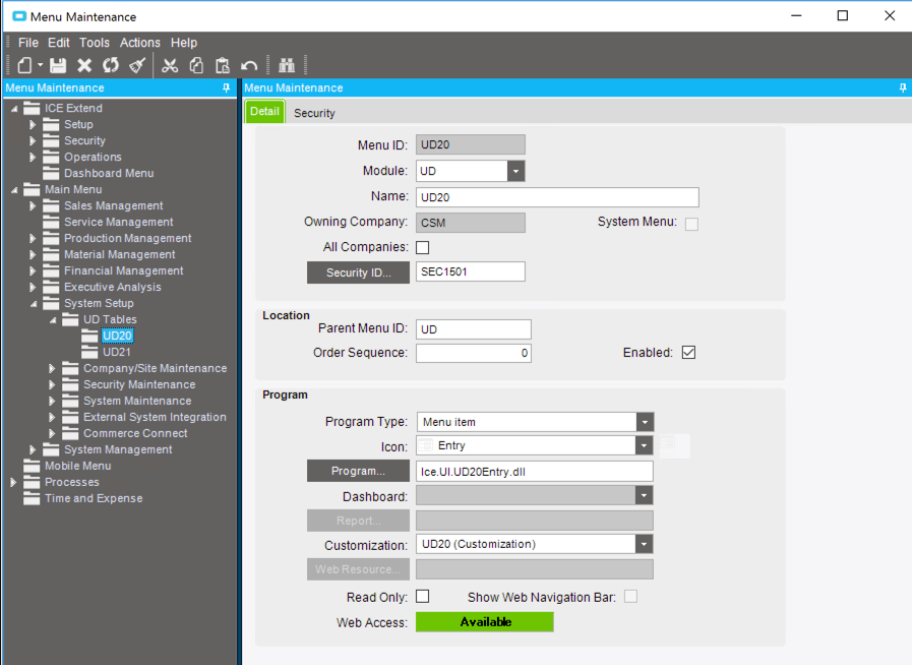 Menu Maintenance
File Edit Tools Actions Help
Menu Maintenance
ICE Extend
Setup
Security
Operations
Dashboard Menu
Main Menu
Sales Management
Service Management
Production Management
Material Management
Financial Management
Executive Analysis
System Setup
UD Tables
UD20
UD21
Company/Site Maintenance
Security Maintenance
System Maintenance
External System Integration
Commerce Connect
System Management
Mobile Menu
Processes
Time and Expense
Menu Maintenance
Detail Security
Menu ID: UD20
Module: UD
Name: UD20
Owning Company: CSM System Menu:
All Companies:
Security ID... SEC1501
Location
Parent Menu ID: UD
Order Sequence: 0 Enabled:
Program
Program Type: Menu item
Icon: Entry
Program... Ice.UI.UD20Entry.dll
Dashboard:
Report...
Customization: UD20 (Customization)
Web Resource...
Read Only: Show Web Navigation Bar:
Web Access: Available